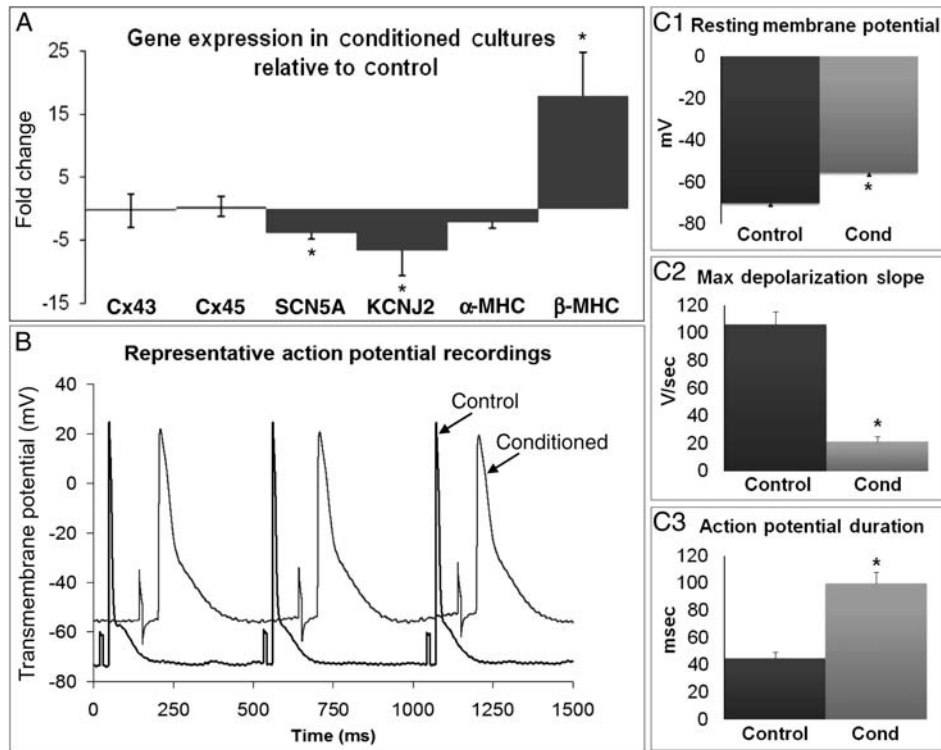 A
Gene expression in conditioned cultures
relative to control
Fold change
25
15
5
-5
-15
*
*
*
Cx43 Cx45 SCN5A KCNJ2 α-MHC β-MHC
B
Representative action potential recordings
Transmembrane potential (mV)
40
20
0
-20
-40
-60
-80
Control
Conditioned
0 250 500 750 1000 1250 1500
Time (ms)
C1 Resting membrane potential
mV
0
-20
-40
-60
-80
*
Control Cond
C2 Max depolarization slope
V/sec
120
100
80
60
40
20
0
*
Control Cond
C3 Action potential duration
msec
120
100
80
60
40
20
0
*
Control Cond